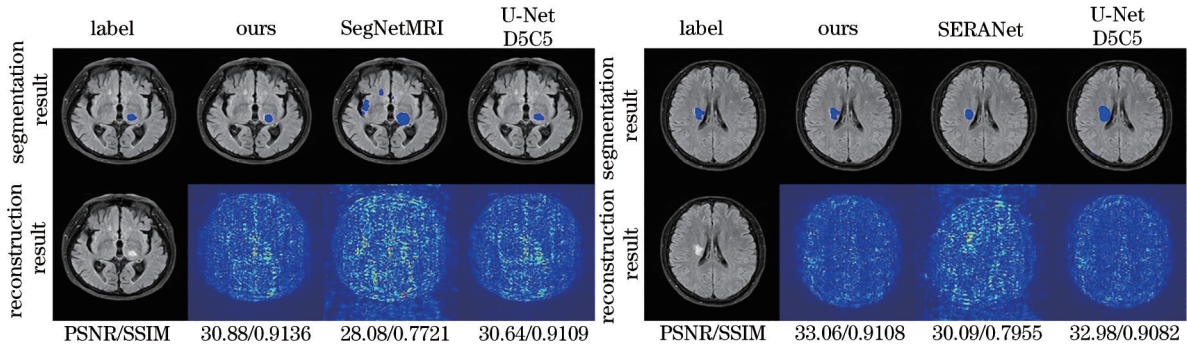 label ours SegNetMRI U-Net D5C5
segmentation result
reconstruction result
PSNR/SSIM 30.88/0.9136 28.08/0.7721 30.64/0.9109
label ours SERANet U-Net D5C5
segmentation result
reconstruction result
PSNR/SSIM 33.06/0.9108 30.09/0.7955 32.98/0.9082